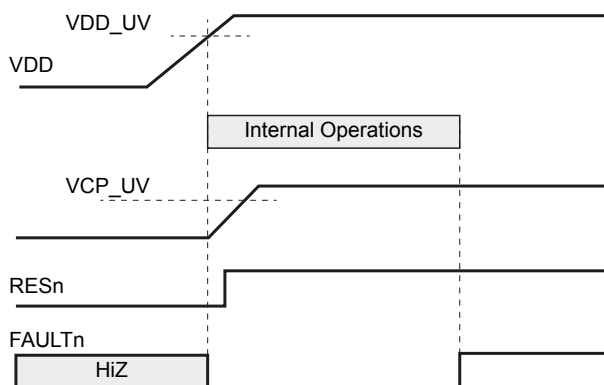 VDD_UV
VDD
Internal Operations
VCP_UV
RESn
FAULTn
HiZ